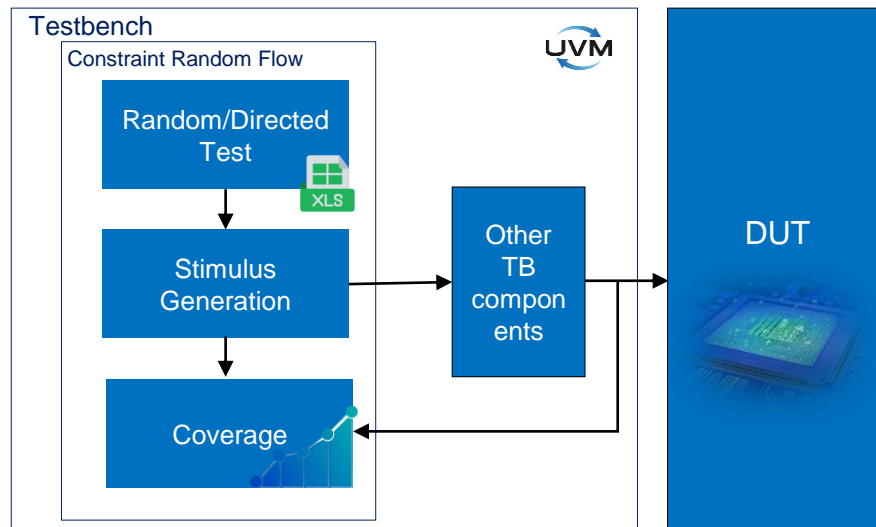 Testbench
UVM
Constraint Random Flow
Random/Directed
Test
XLS
Stimulus
Generation
Other
TB
compon
ents
DUT
Coverage